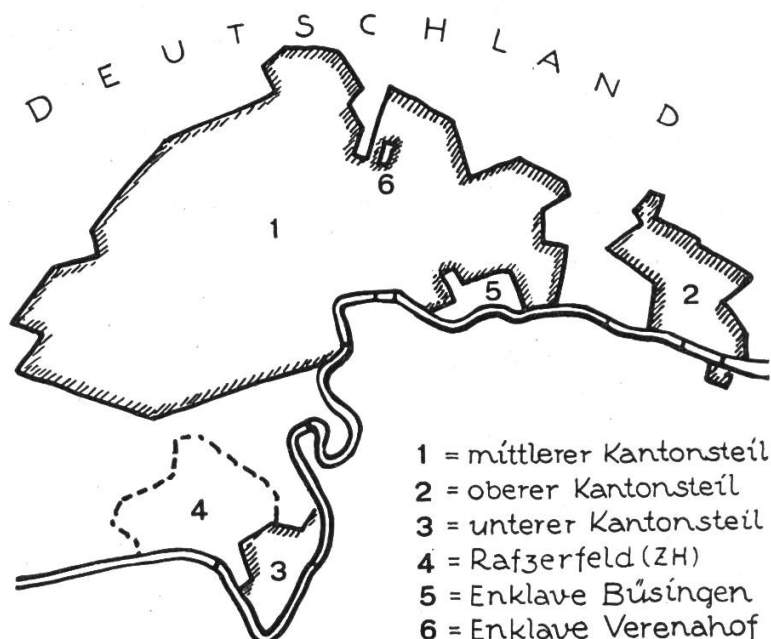 DEUTSCHLAND
6
1
5
2
4
3
1 = mittlerer Kantonsteil
2 = oberer Kantonsteil
3 = unterer Kantonsteil
4 = Rafzerfeld (ZH)
5 = Enklave Büsingen
6 = Enklave Verenahof